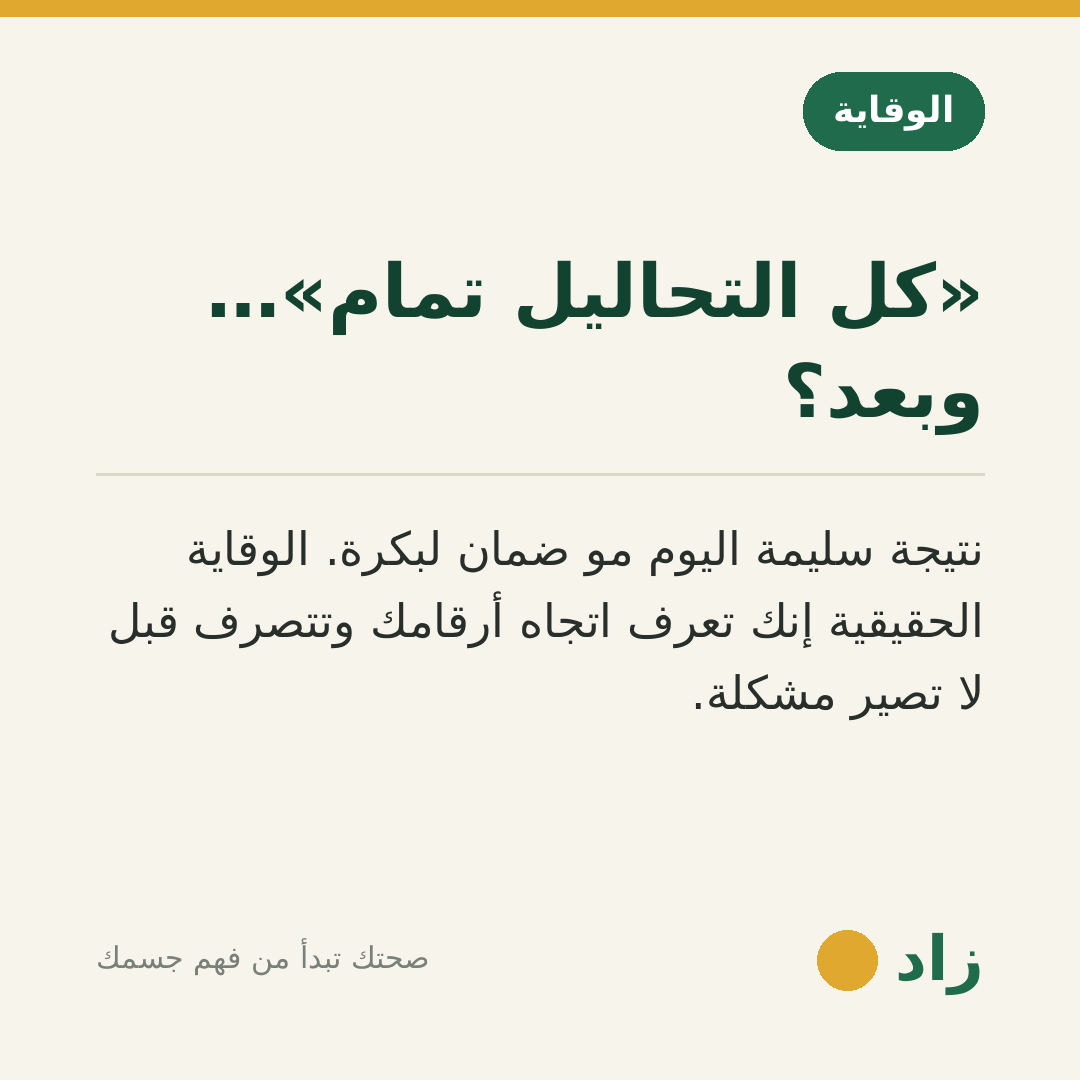 الوقاية
«كل التحاليل تمام»...
وبعد؟
نتيجة سليمة اليوم مو ضمان لبكرة. الوقاية
الحقيقية إنك تعرف اتجاه أرقامك وتتصرف قبل
لا تصير مشكلة.
زاد
صحتك تبدأ من فهم جسمك